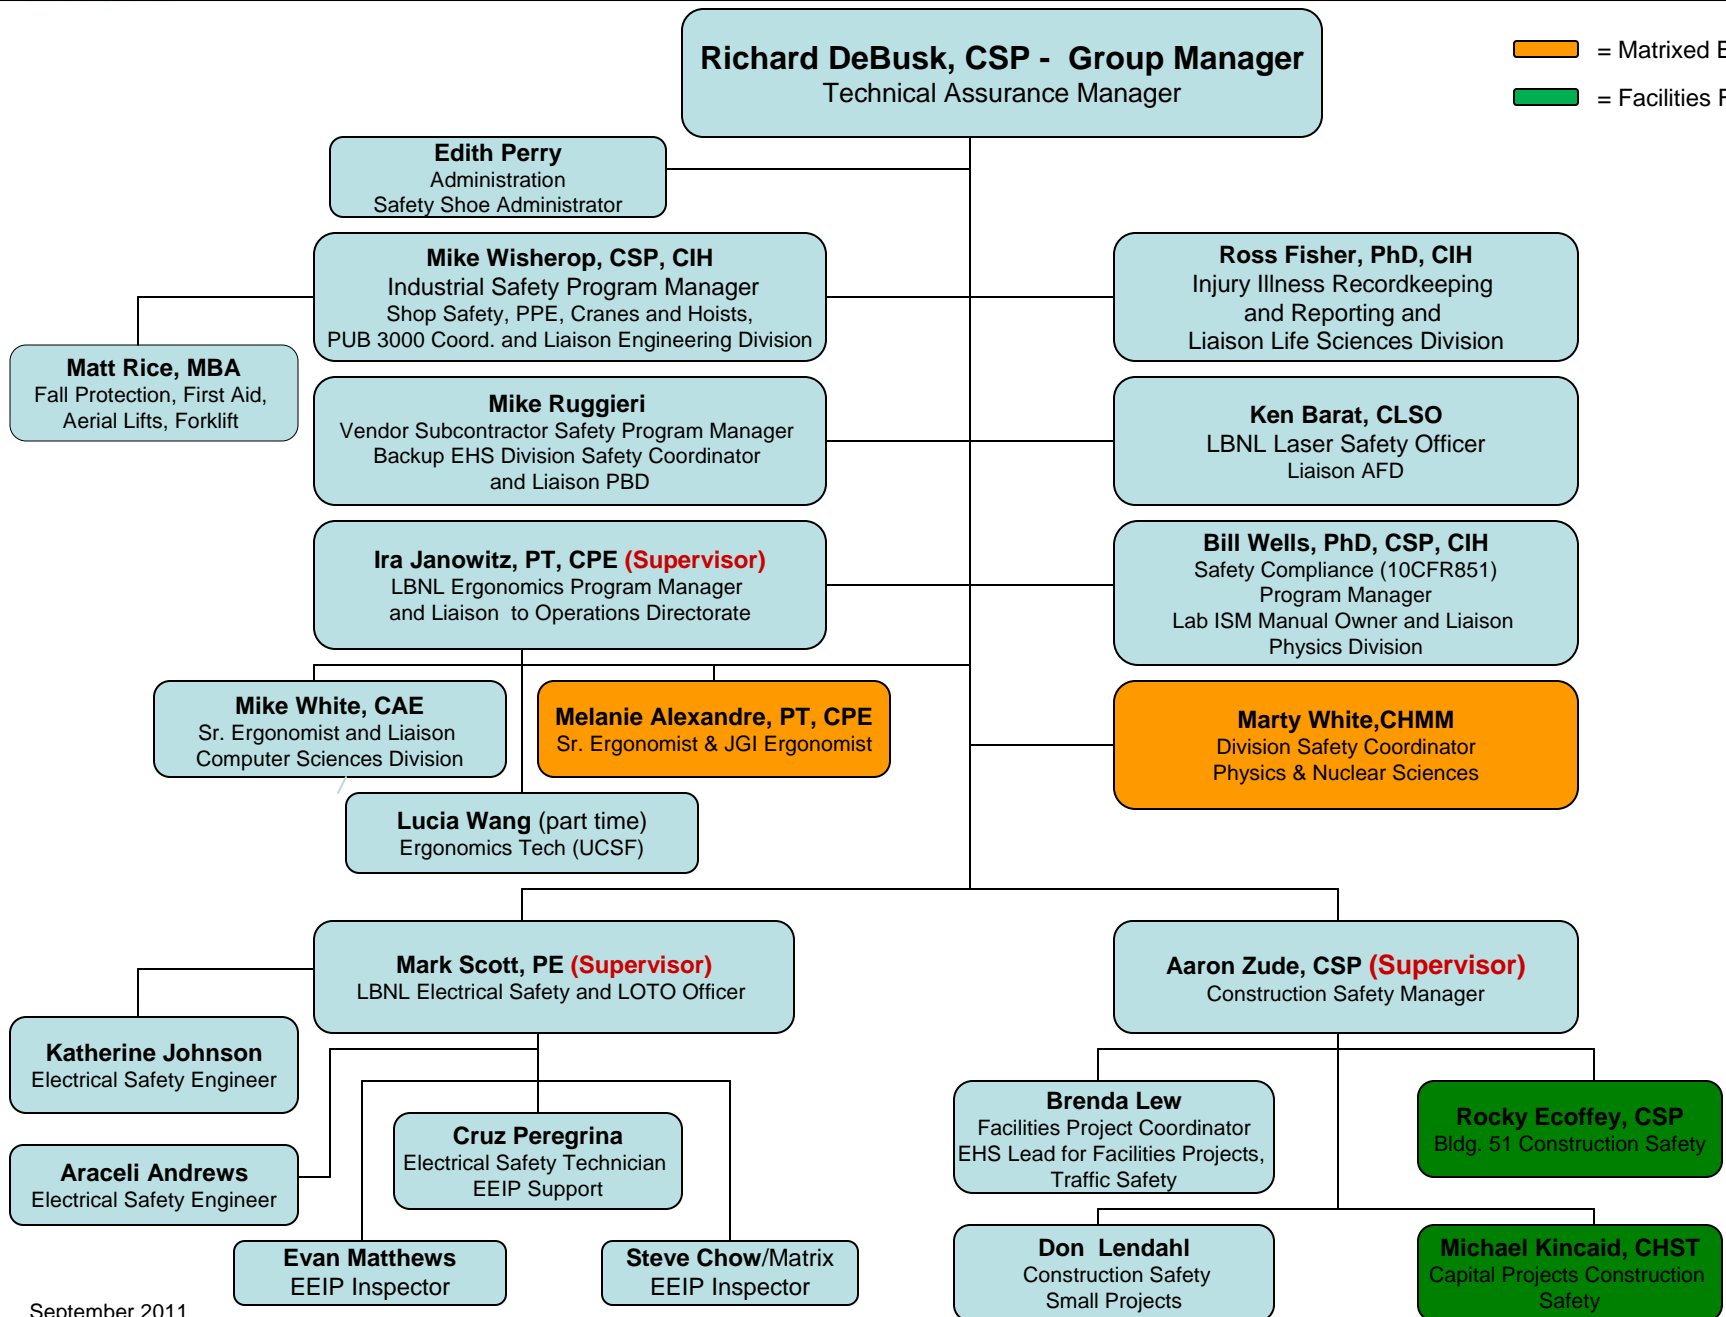 Richard DeBusk, CSP - Group Manager
Technical Assurance Manager
= Matrixed
= Facilities
Edith Perry
Administration
Safety Shoe Administrator
Mike Wisherop, CSP, CIH
Industrial Safety Program Manager
Shop Safety, PPE, Cranes and Hoists,
PUB 3000 Coord. and Liaison Engineering Division
Ross Fisher, PhD, CIH
Injury Illness Recordkeeping
and Reporting and
Liaison Life Sciences Division
Matt Rice, MBA
Fall Protection, First Aid,
Aerial Lifts, Forklift
Mike Ruggieri
Vendor Subcontractor Safety Program Manager
Backup EHS Division Safety Coordinator
and Liaison PBD
Ken Barat, CLSO
LBNL Laser Safety Officer
Liaison AFD
Ira Janowitz, PT, CPE (Supervisor)
LBNL Ergonomics Program Manager
and Liaison to Operations Directorate
Bill Wells, PhD, CSP, CIH
Safety Compliance (10CFR851)
Program Manager
Lab ISM Manual Owner and Liaison
Physics Division
Mike White, CAE
Sr. Ergonomist and Liaison
Computer Sciences Division
Melanie Alexandre, PT, CPE
Sr. Ergonomist & JGI Ergonomist
Marty White,CHMM
Division Safety Coordinator
Physics & Nuclear Sciences
Lucia Wang (part time)
Ergonomics Tech (UCSF)
Mark Scott, PE (Supervisor)
LBNL Electrical Safety and LOTO Officer
Aaron Zude, CSP (Supervisor)
Construction Safety Manager
Katherine Johnson
Electrical Safety Engineer
Araceli Andrews
Electrical Safety Engineer
Cruz Peregrina
Electrical Safety Technician
EEIP Support
Evan Matthews
EEIP Inspector
Steve Chow/Matrix
EEIP Inspector
Brenda Lew
Facilities Project Coordinator
EHS Lead for Facilities Projects,
Traffic Safety
Rocky Ecoffey, CSP
Bldg. 51 Construction Safety
Don Lendahl
Construction Safety
Small Projects
Michael Kincaid, CHST
Capital Projects Construction
Safety
September 2011